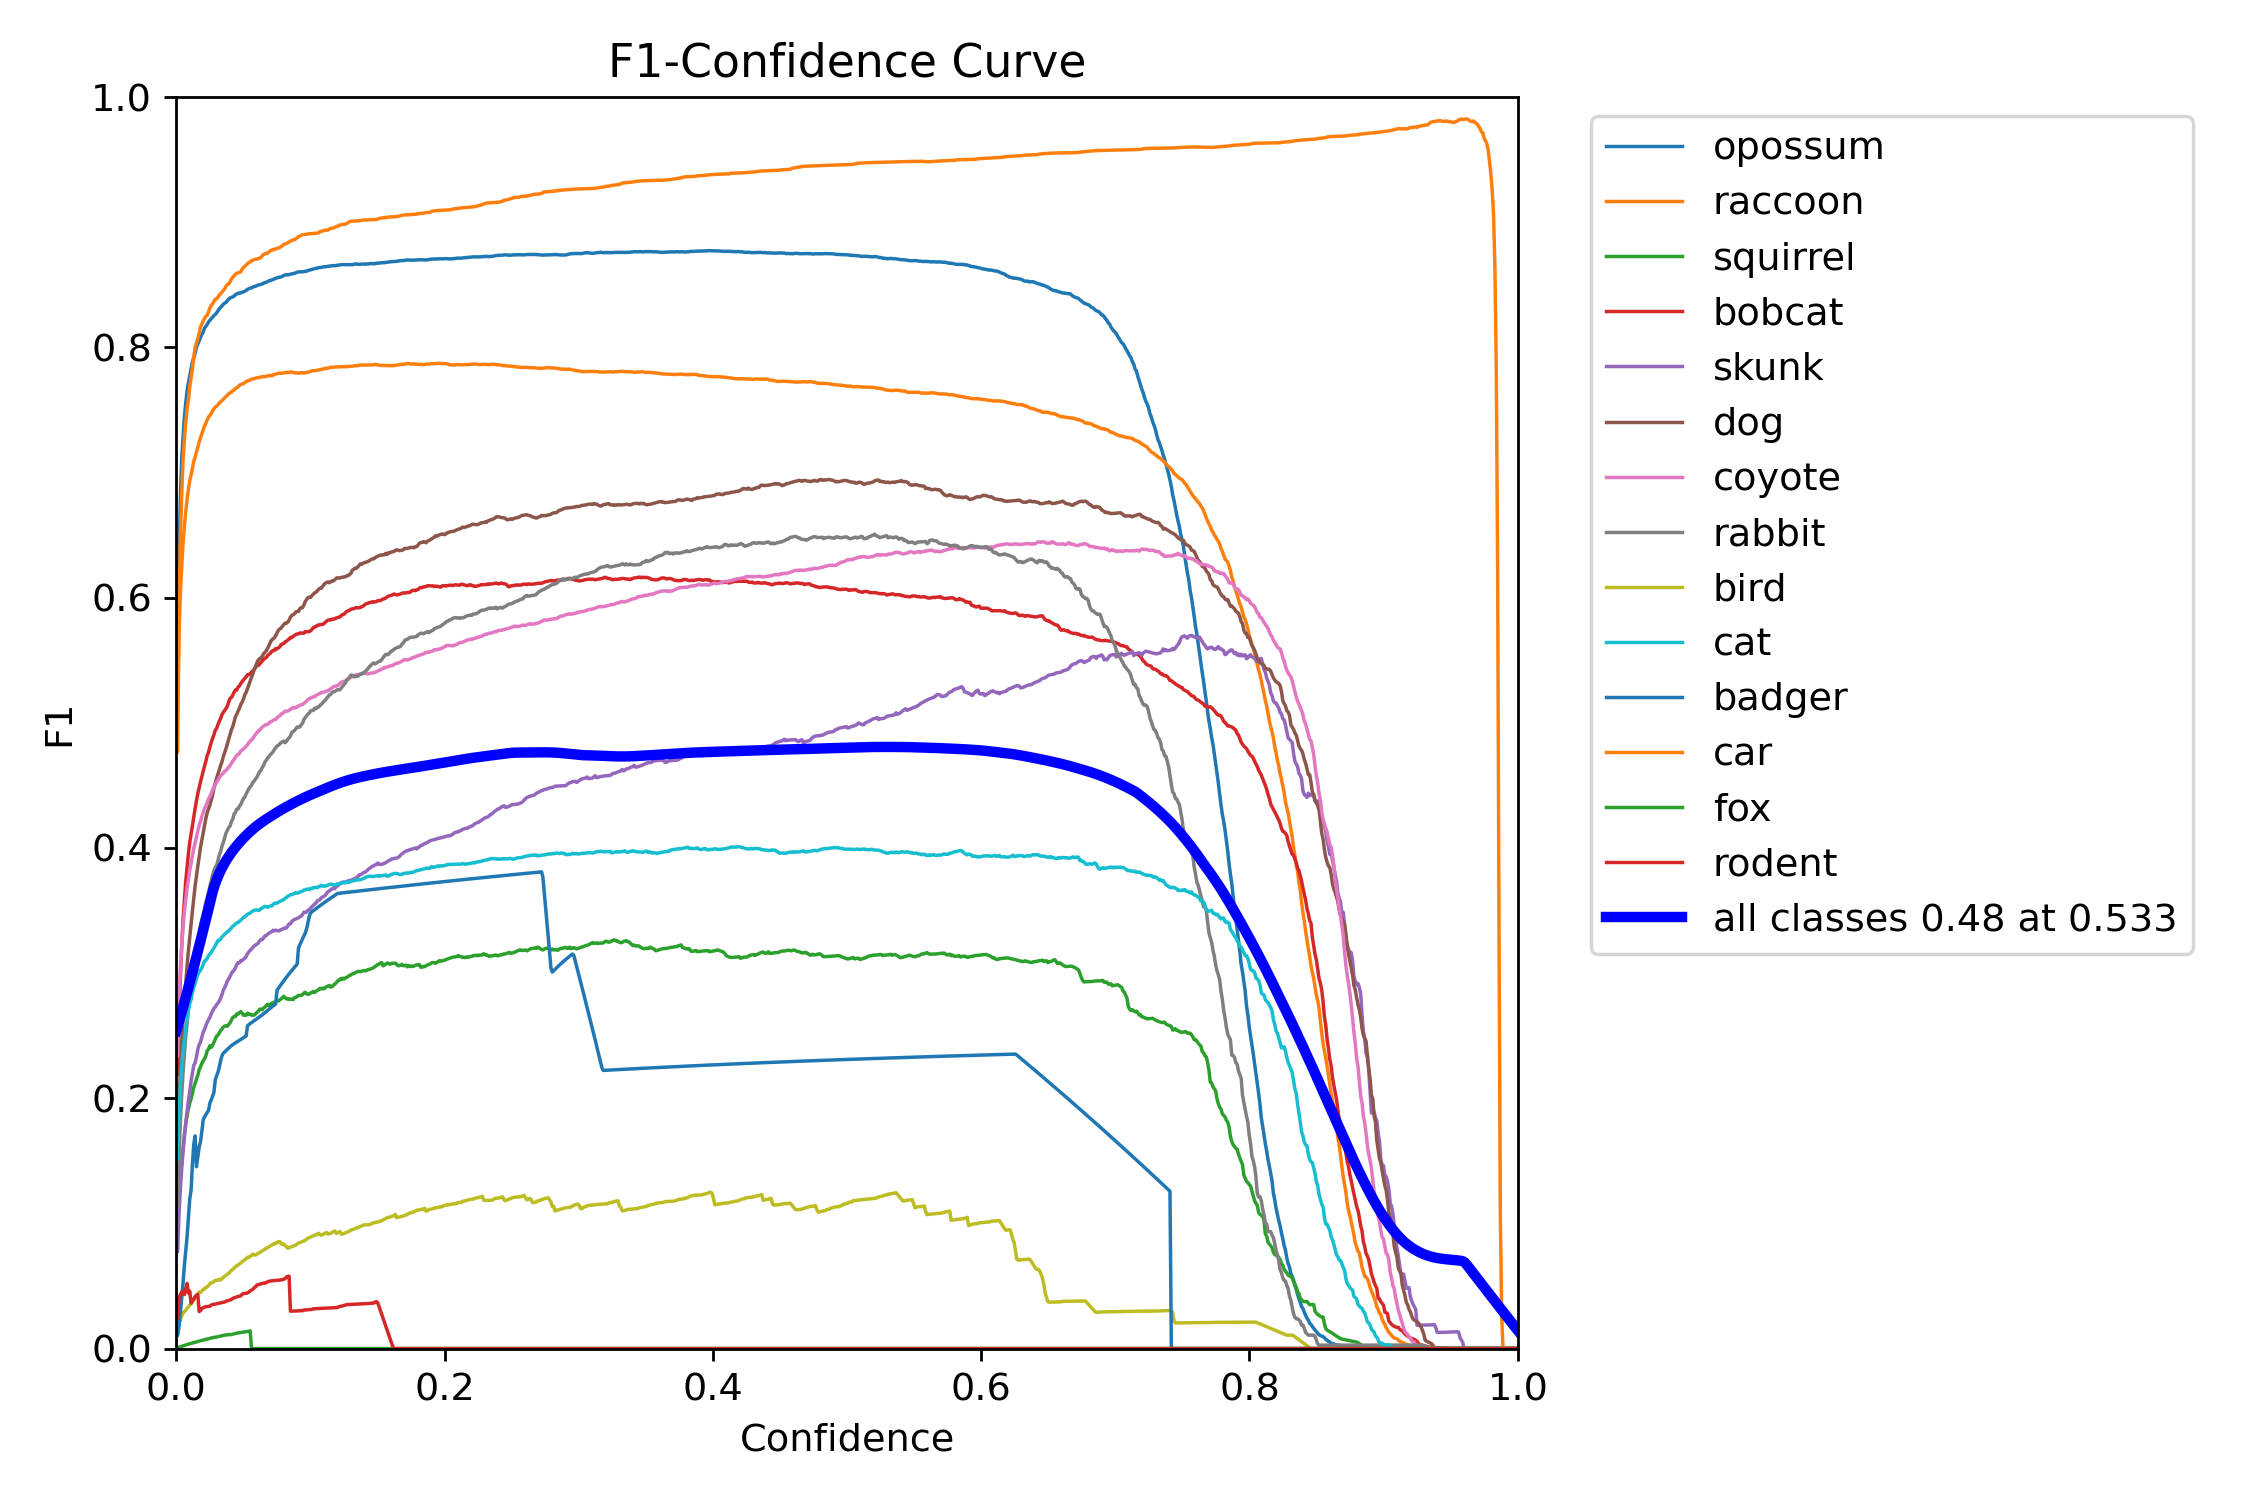 F1-Confidence Curve
1.0
0.8
0.6
0.4
0.2
0.0
F1
0.0 0.2 0.4 0.6 0.8 1.0
Confidence
opossum
raccoon
squirrel
bobcat
skunk
dog
coyote
rabbit
bird
cat
badger
car
fox
rodent
all classes 0.48 at 0.533